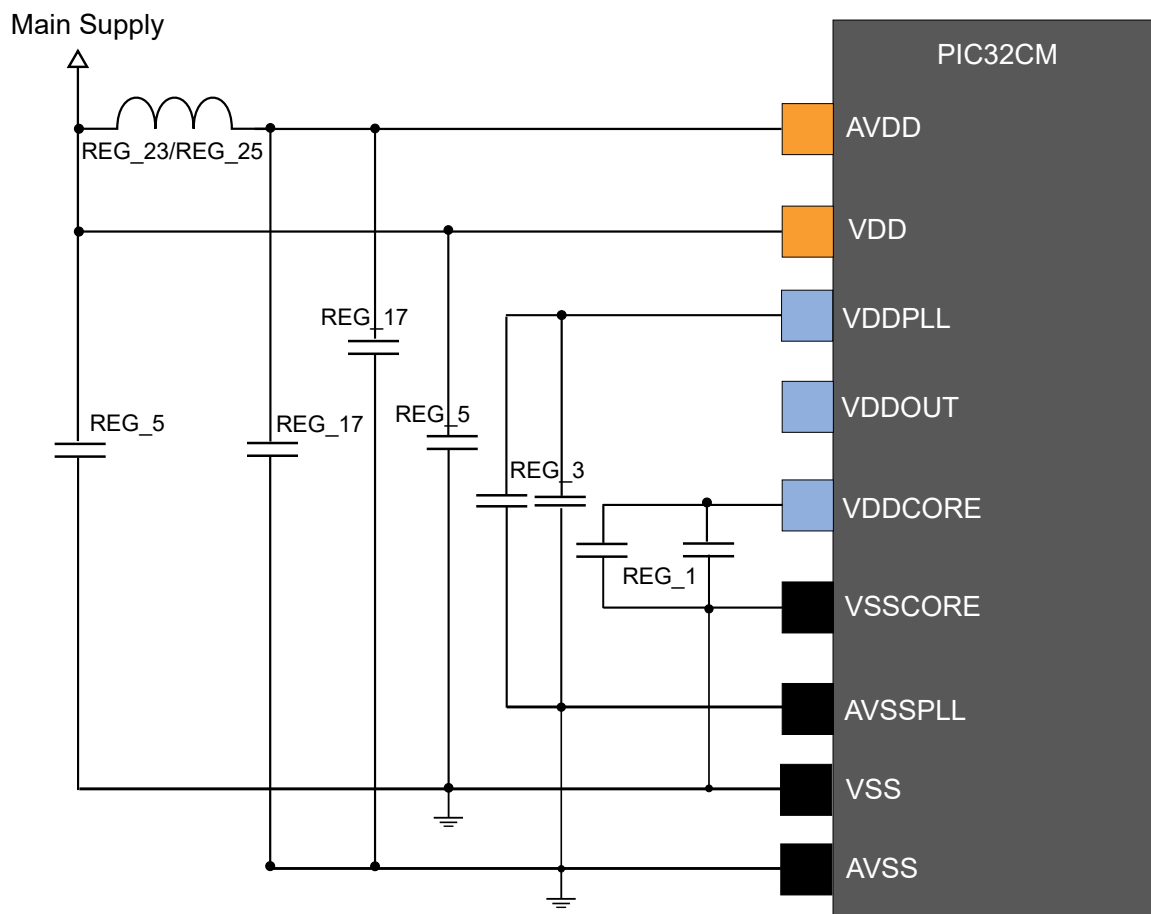 Main Supply
PIC32CM
AVDD
REG_23/REG_25
VDD
REG_17
VDDPLL
REG_5
REG_17
REG_5
VDDOUT
REG_3
VDDCORE
REG_1
VSSCORE
AVSSPLL
VSS
AVSS